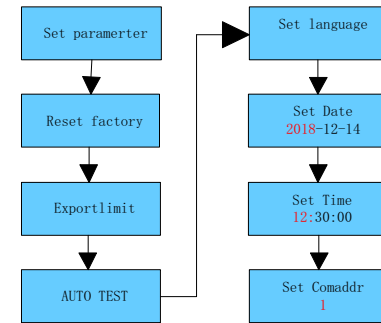 Set paramerter
Reset factory
Exportlimit
AUTO TEST
Set language
Set Date
2018-12-14
Set Time
12:30:00
Set Comaddr
1